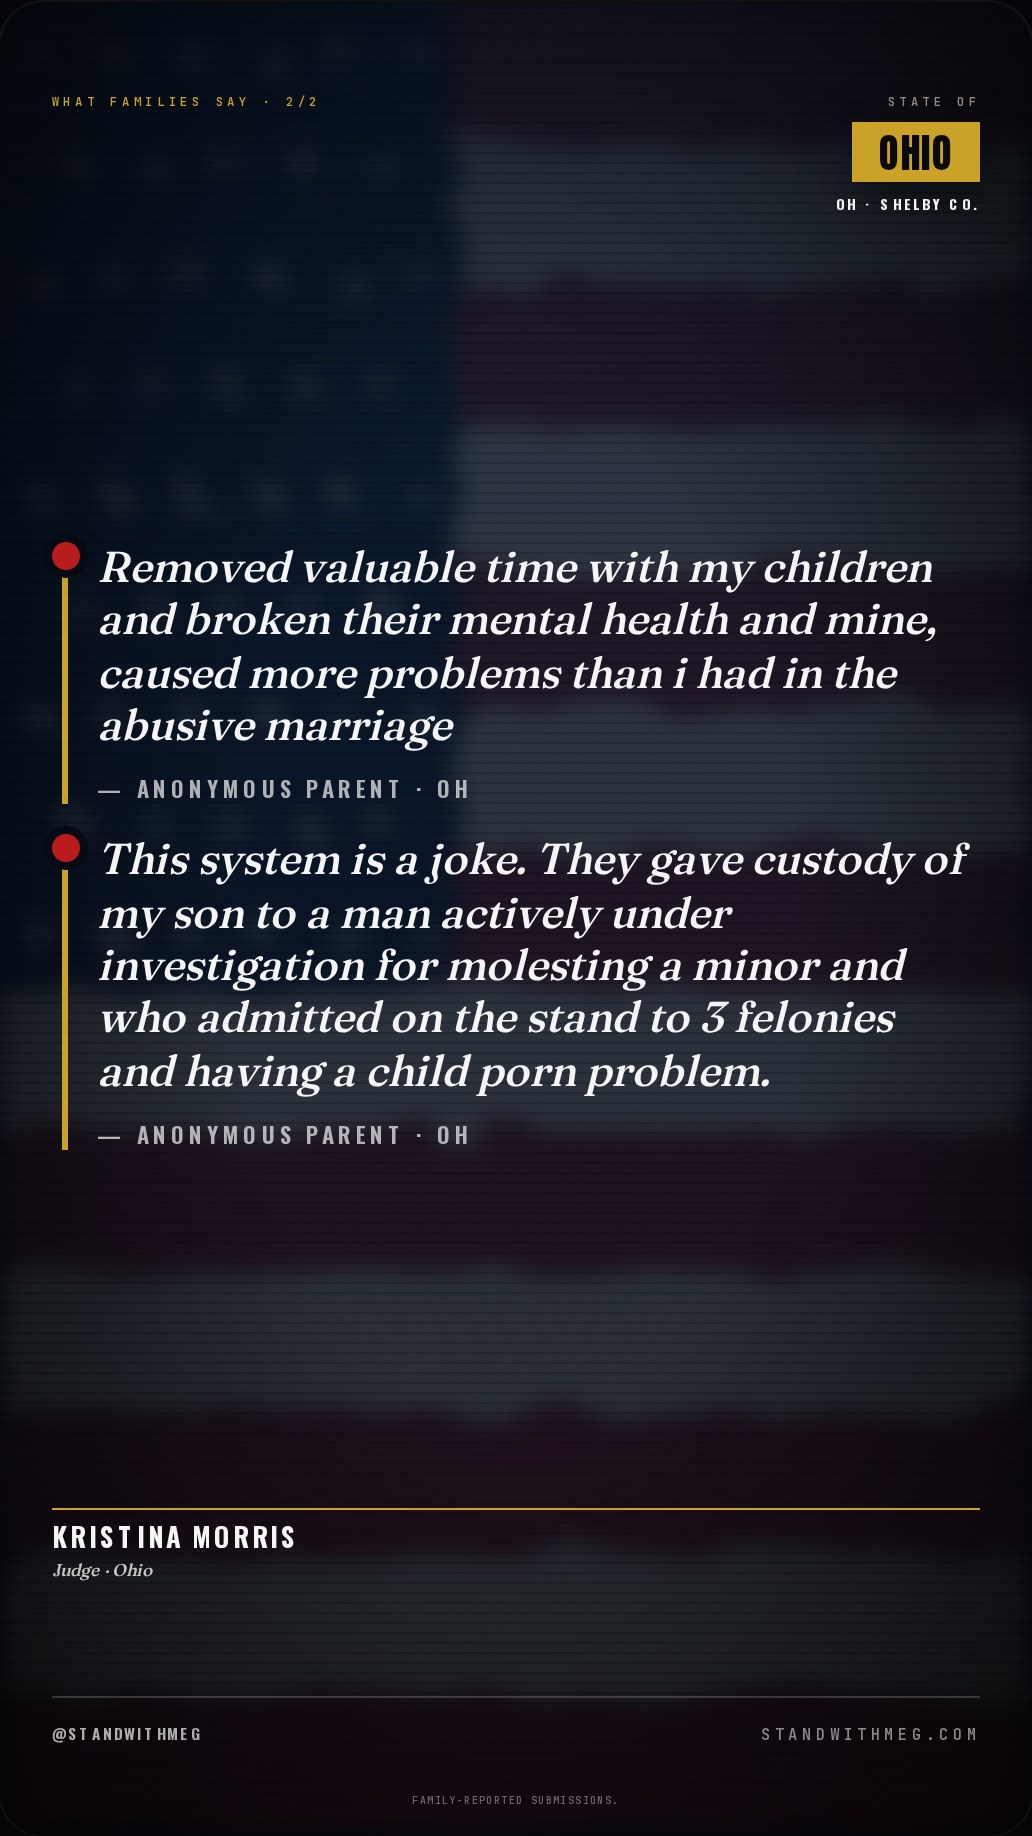 WHAT FAMILIES SAY · 2/2
STATE OF
OHIO
OH · SHELBY CO.
Removed valuable time with my children
and broken their mental health and mine,
caused more problems than i had in the
abusive marriage
— ANONYMOUS PARENT · OH
This system is a joke. They gave custody of
my son to a man actively under
investigation for molesting a minor and
who admitted on the stand to 3 felonies
and having a child porn problem.
— ANONYMOUS PARENT · OH
KRISTINA MORRIS
Judge · Ohio
@STANDWITHMEG
STANDWITHMEG.COM
FAMILY-REPORTED SUBMISSIONS.